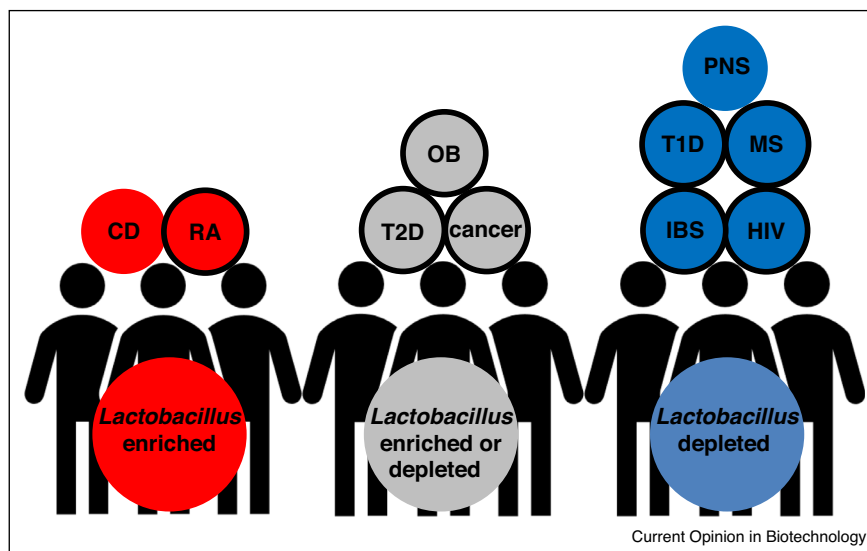 PNS
T1D
MS
OB
CD
RA
T2D
cancer
IBS
HIV
Lactobacillus
enriched
Lactobacillus
enriched or
depleted
Lactobacillus
depleted
Current Opinion in Biotechnology